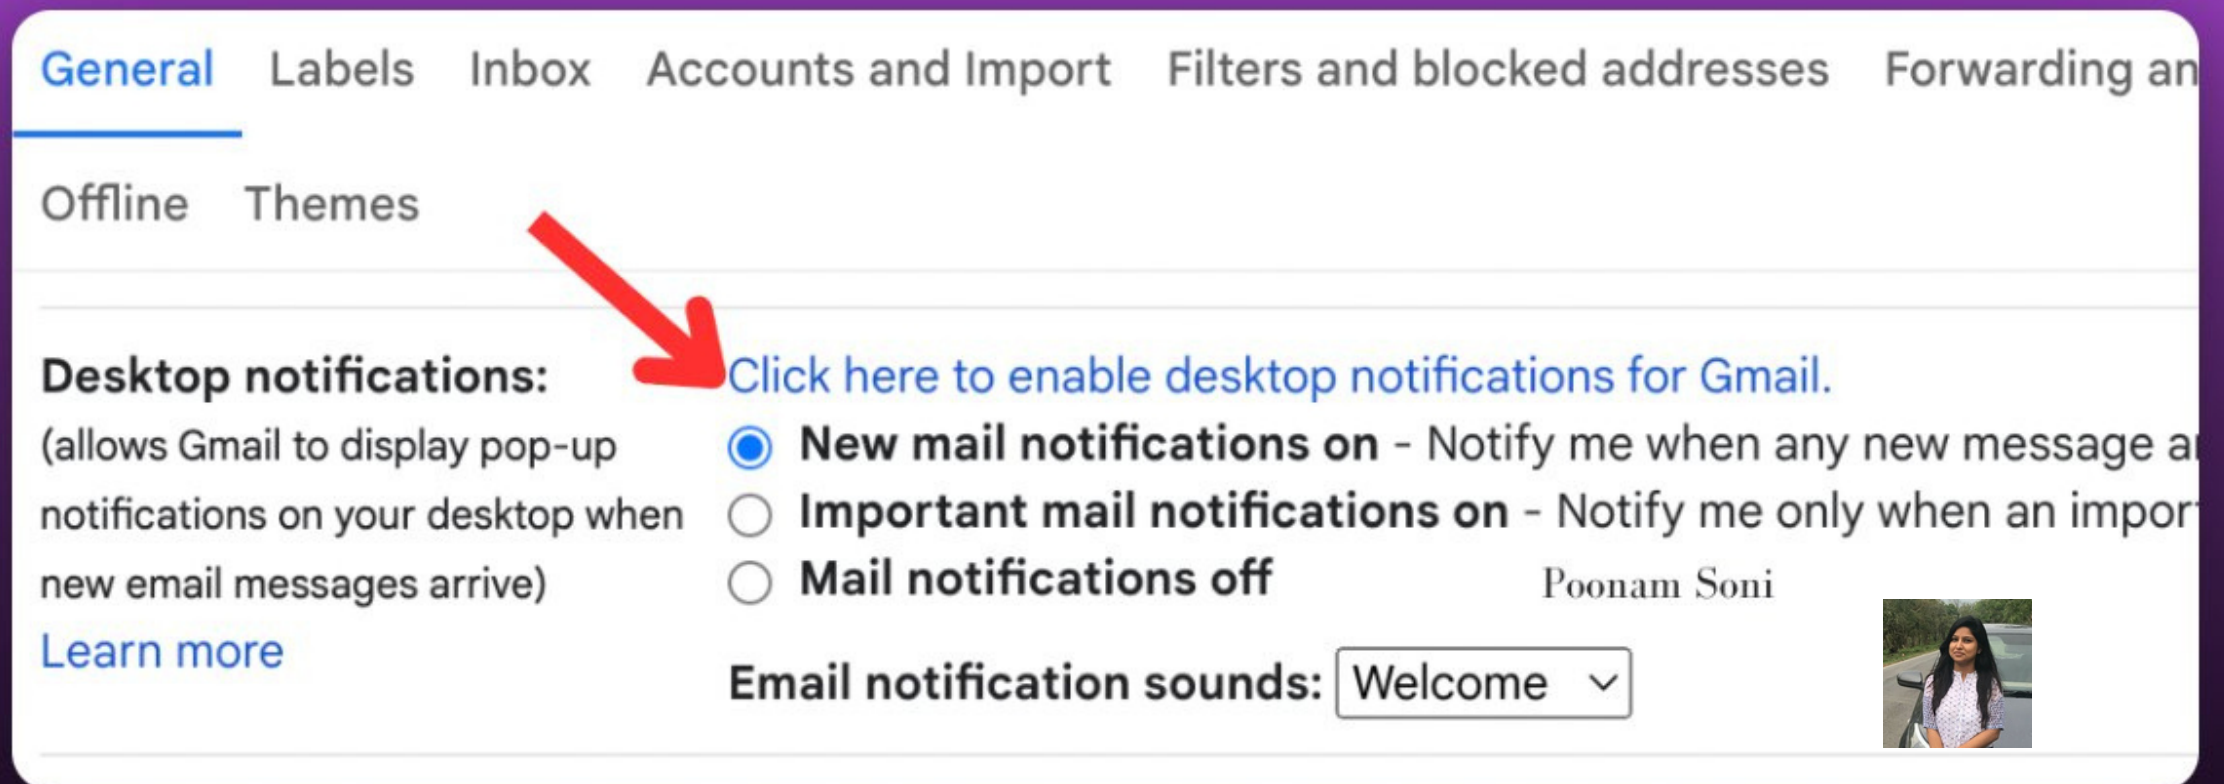 General Labels Inbox Accounts and Import Filters and blocked addresses Forwarding an
Offline Themes
Desktop notifications: Click here to enable desktop notifications for Gmail.
(allows Gmail to display pop-up New mail notifications on - Notify me when any new message
notifications on your desktop when Important mail notifications on - Notify me only when an impor
new email messages arrive) Mail notifications off Poonam Soni
Learn more
Email notification sounds: Welcome